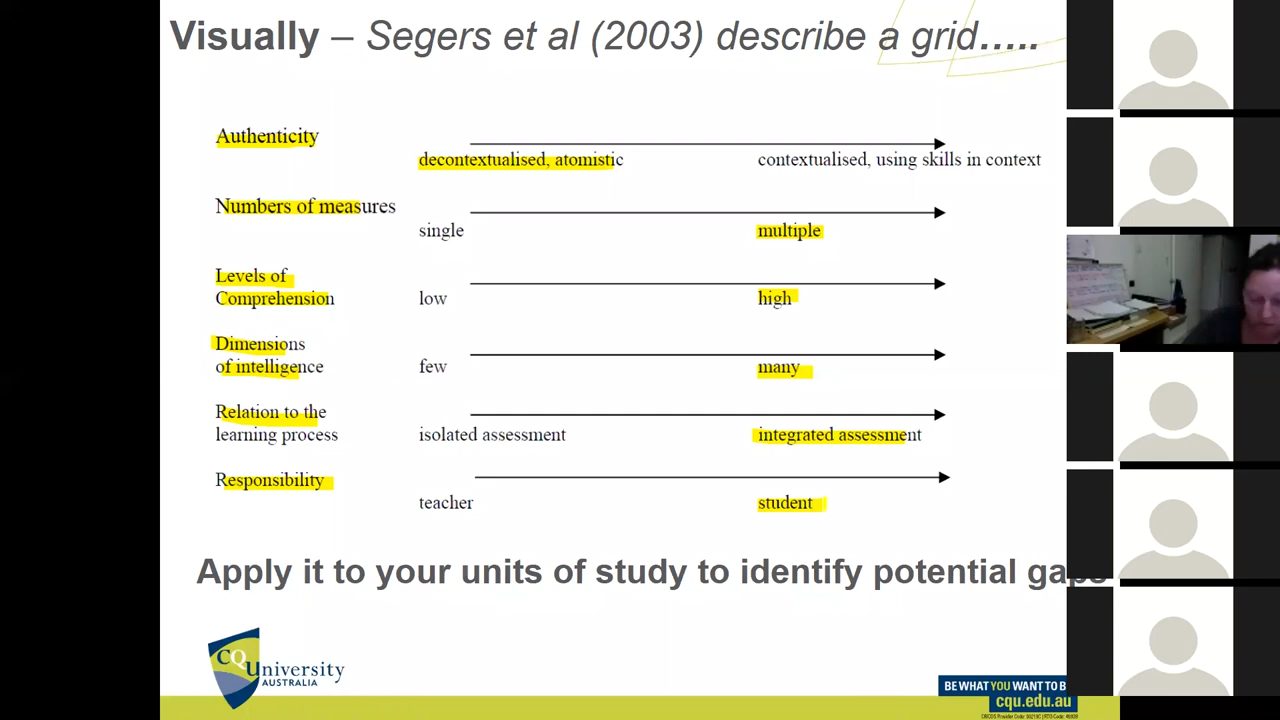 Visually – Segers et al (2003) describe a grid.....
Authenticity
decontextualised, atomistic
contextualised, using skills in context
Numbers of measures
single
multiple
Levels of
Comprehension
low
high
Dimensions
of intelligence
few
many
Relation to the
learning process
isolated assessment
integrated assessment
Responsibility
teacher
student
Apply it to your units of study to identify potential gaps
CQUniversity
AUSTRALIA
BE WHAT YOU WANT TO B
cqu.edu.au